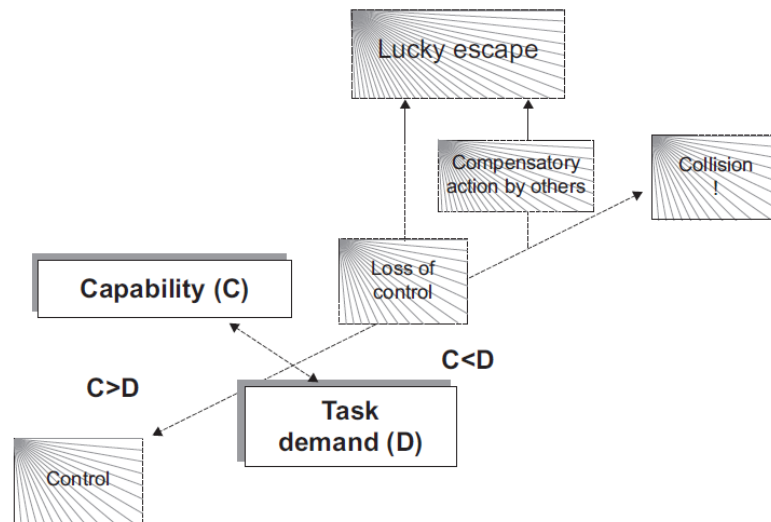 Lucky escape
Compensatory
action by others
Collision
!
Loss of
control
Capability (C)
C>D
C<D
Task
demand (D)
Control